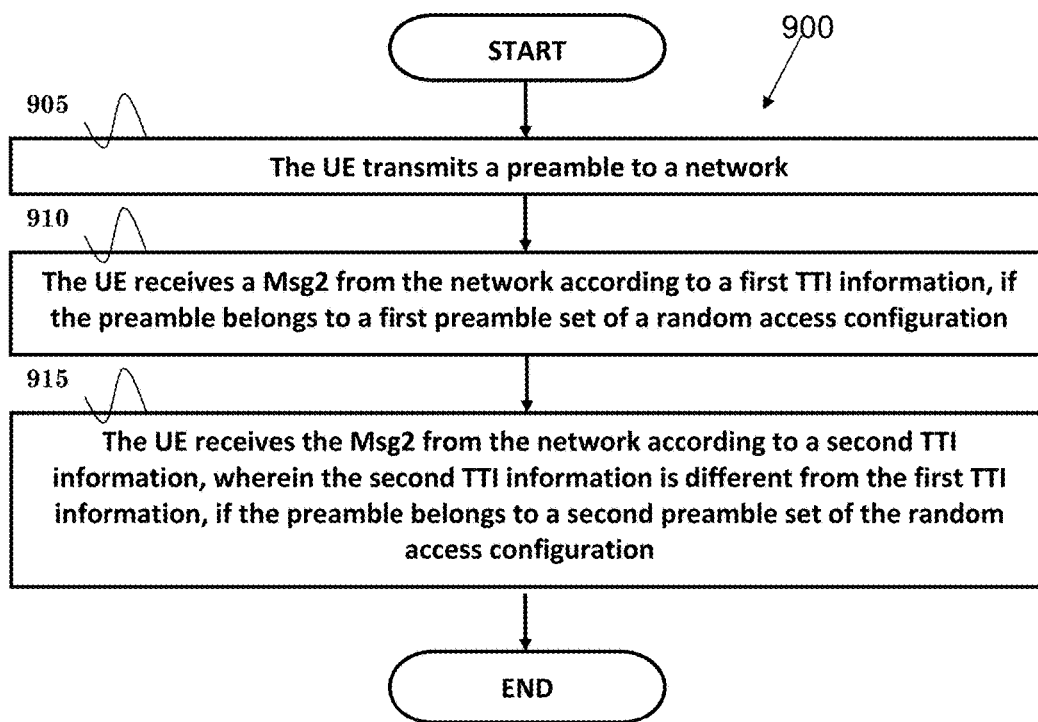 START
900
905
The UE transmits a preamble to a network
910
The UE receives a Msg2 from the network according to a first TTI information, if
the preamble belongs to a first preamble set of a random access configuration
915
The UE receives the Msg2 from the network according to a second TTI
information, wherein the second TTI information is different from the first TTI
information, if the preamble belongs to a second preamble set of the random
access configuration
END